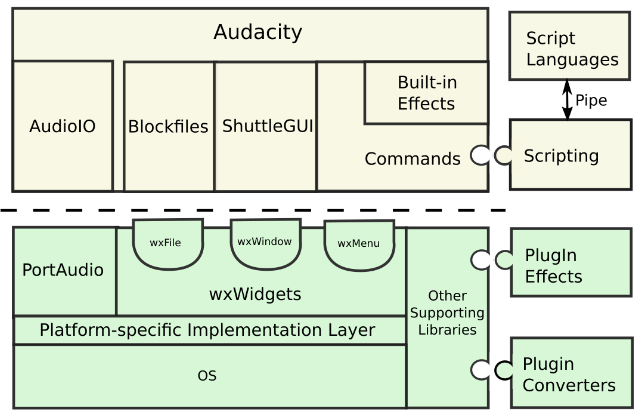 Audacity
AudioIO
Blockfiles
ShuttleGUI
Built-in
Effects
Commands
Script
Languages
Pipe
Scripting
PortAudio
wxFile
wxWindow
wxMenu
wxWidgets
Platform-specific Implementation Layer
OS
Other
Supporting
Libraries
PlugIn
Effects
Plugin
Converters